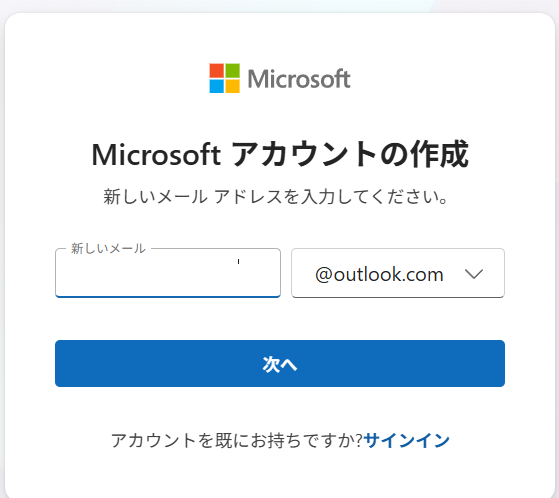 Microsoft
Microsoft アカウントの作成
新しいメール アドレスを入力してください。
新しいメール
@outlook.com
次へ
アカウントを既にお持ちですか?サインイン